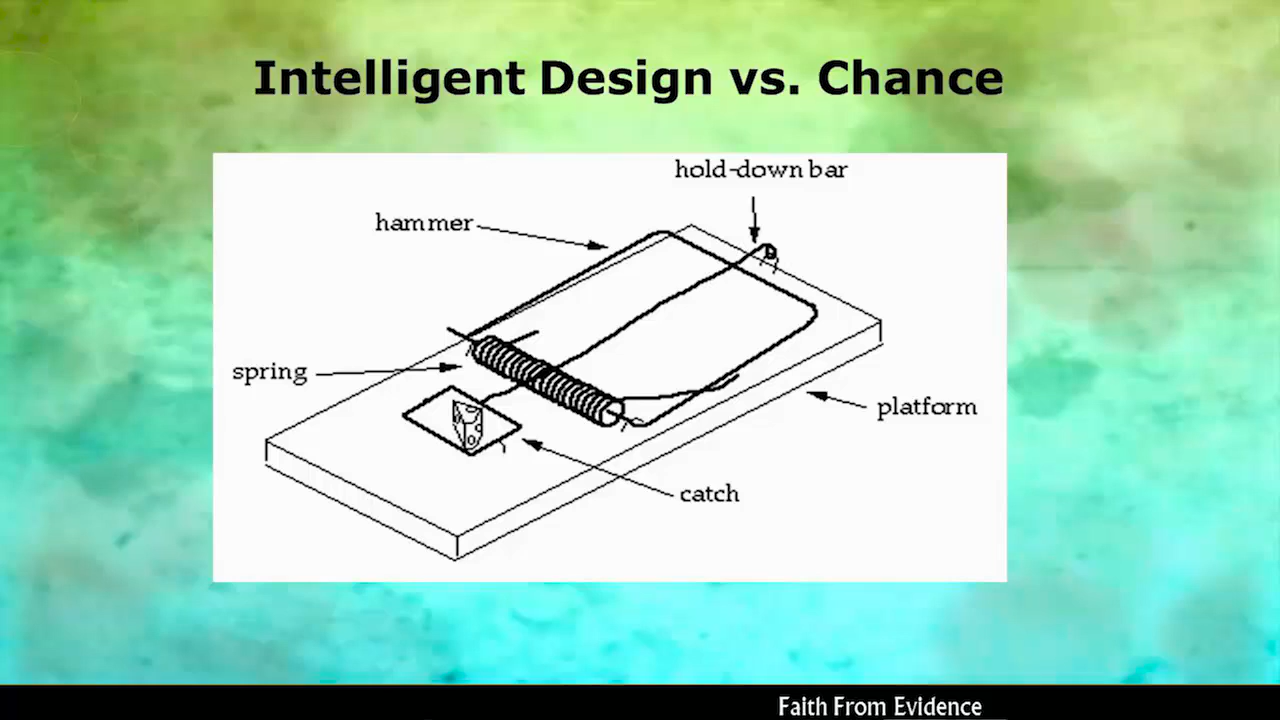 Intelligent Design vs. Chance
hold-down bar
hammer
spring
platform
catch
Faith From Evidence